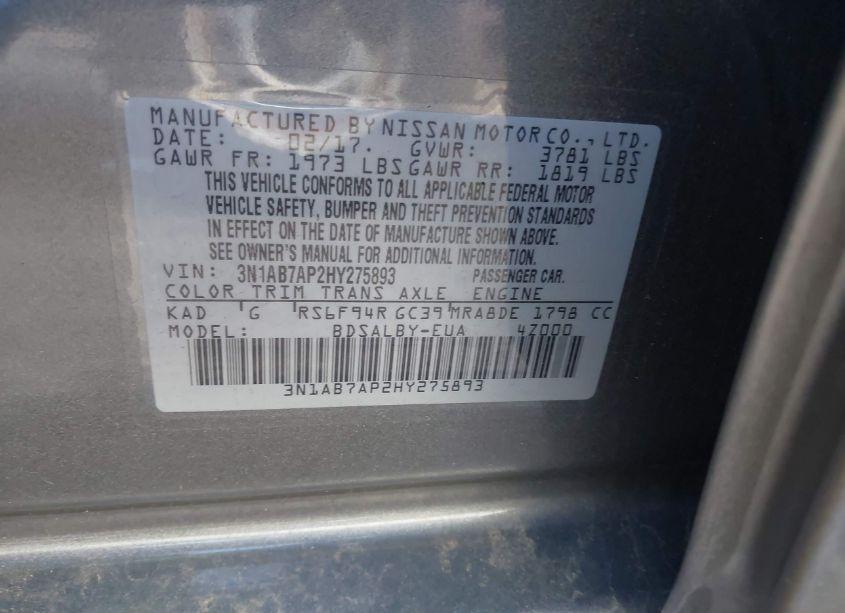 MANUFACTURED BY NISSAN MOTOR CO., LTD.
DATE: 02/17. GVWR: 3781 LBS
GAWR FR: 1973 LBS GAWR RR: 1819 LBS
THIS VEHICLE CONFORMS TO ALL APPLICABLE FEDERAL MOTOR
VEHICLE SAFETY, BUMPER AND THEFT PREVENTION STANDARDS
IN EFFECT ON THE DATE OF MANUFACTURE SHOWN ABOVE.
SEE OWNER'S MANUAL FOR ADDITIONAL INFORMATION.
VIN: 3N1AB7AP2HY275893 PASSENGER CAR.
COLOR TRIM TRANS AXLE ENGINE
KAD G RS6F94R GC39 MRA8DE 1798 CC
MODEL: BDSALBY-EUA 4Z000
3N1AB7AP2HY275893